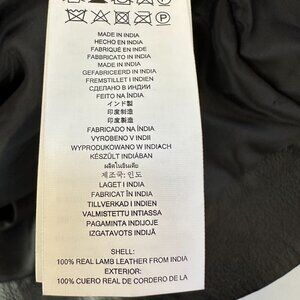 MADE IN INDIA
HECHO EN INDIA
FABRIQUÉ EN INDE
FABBRICATO IN INDIA
MADE IN INDIA
GEFABRICEERD IN INDIA
FREMSTILLET I INDIEN
СДЕЛАНО В ИНДИИ
FEITO NA ÍNDIA
インド製
印度制造
印度製造
FABRICADO NA ÍNDIA
VYROBENO V INDII
WYPRODUKOWANO W INDIACH
KÉSZÜLT INDIÁBAN
ผลิตในอินเดีย
제조국: 인도
LAGET I INDIA
FABRICAT ÎN INDIA
TILLVERKAD I INDIEN
VALMISTETTU INTIASSA
PAGAMINTA INDIJOJE
IZGATAVOTS INDIJĀ
SHELL:
100% REAL LAMB LEATHER FROM INDIA
EXTERIOR:
100% CUERO REAL DE CORDERO DE LA